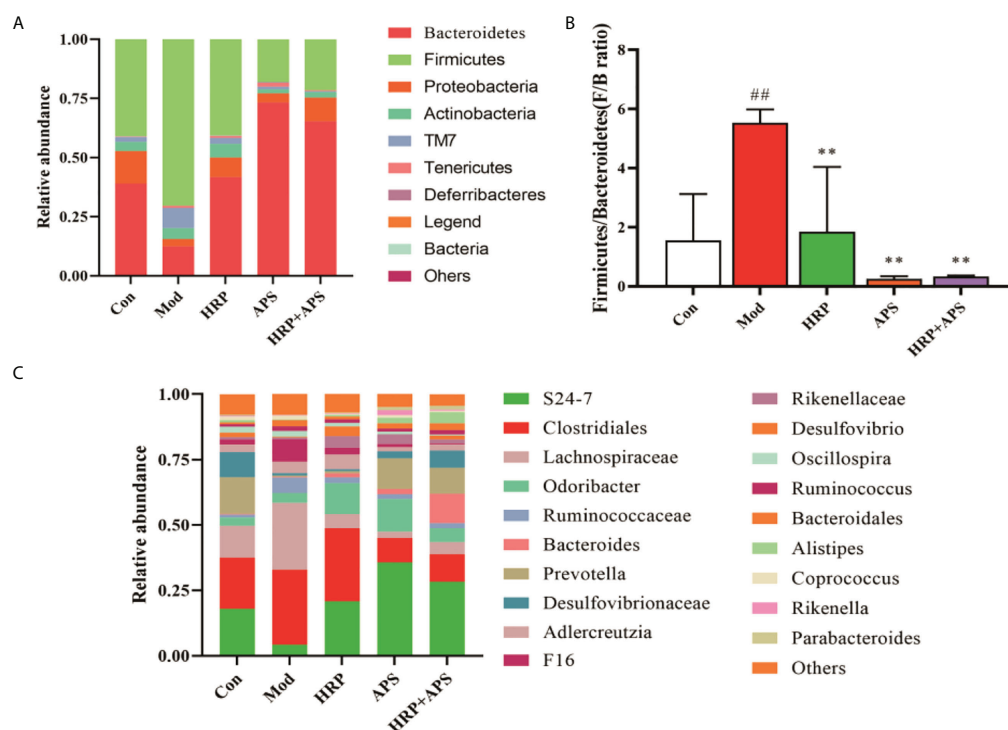 A
Relative abundance
1.00
0.75
0.50
0.25
0.00
Con
Mod
HRP
APS
HRP+APS
Bacteroidetes
Firmicutes
Proteobacteria
Actinobacteria
TM7
Tenericutes
Deferribacteres
Legend
Bacteria
Ohers
B
Firmicutes/Bacteroidetes(F/B ratio)
8
6
4
2
0
##
**
**
**
Con
Mod
HRP
APS
HRP+APS
C
Relative abundance
1.00
0.75
0.50
0.25
0.00
Con
Mod
HRP
APS
HRP+APS
S24-7
Clostridiales
Lachnospiraceae
Odoribacter
Ruminococcaceae
Bacteroides
Prevotella
Desulfovibrionaceae
Adlercreutzia
F16
Rikenellaceae
Desulfovibrio
Oscillospira
Ruminococcus
Bacteroidales
Alistipes
Coprococcus
Rikenella
Parabacteroides
Others